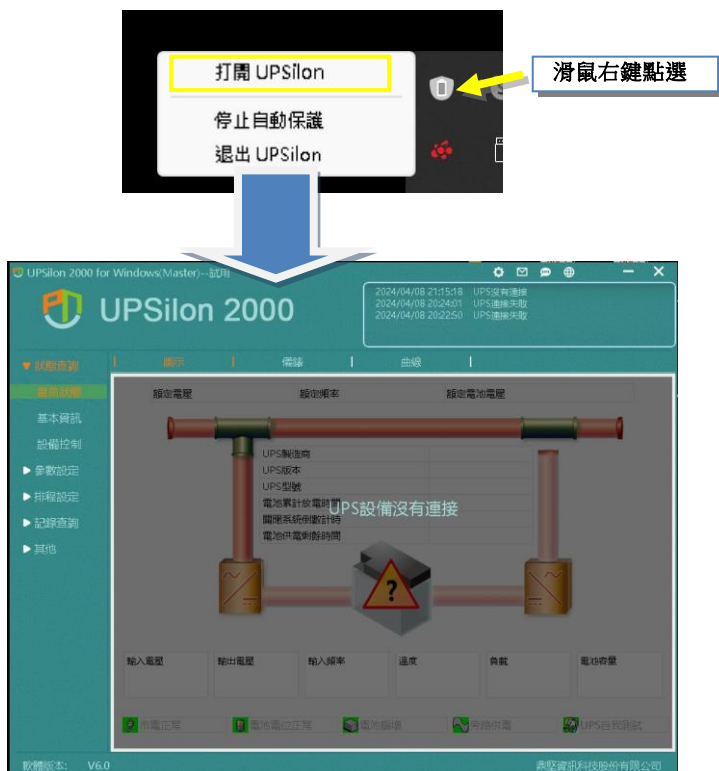 打開 UPSilon
滑鼠右鍵點選
停止自動保護
退出 UPSilon
UPSilon 2000 for Windows(Master)--試用
UPSilon 2000
2024/04/08 21:15:18 UPS沒有連接
2024/04/08 20:24:01 UPS連接失敗
2024/04/08 20:22:50 UPS連接失敗
狀態查詢
圖示
儀錶
曲線
當前狀態
基本資訊
設備控制
參數設定
排程設定
記錄查詢
其他
額定電壓
額定頻率
額定電池電壓
UPS製造商
UPS版本
UPS型號
電池累計放電時間
關閉系統倒數計時
電池供電剩餘時間
UPS設備沒有連接
?
輸入電壓
輸出電壓
輸入頻率
溫度
負載
電池容量
市電正常
電池電位正常
電池損壞
旁路供電
UPS自我測試
軟體版本: V6.0
鼎堅資訊科技股份有限公司